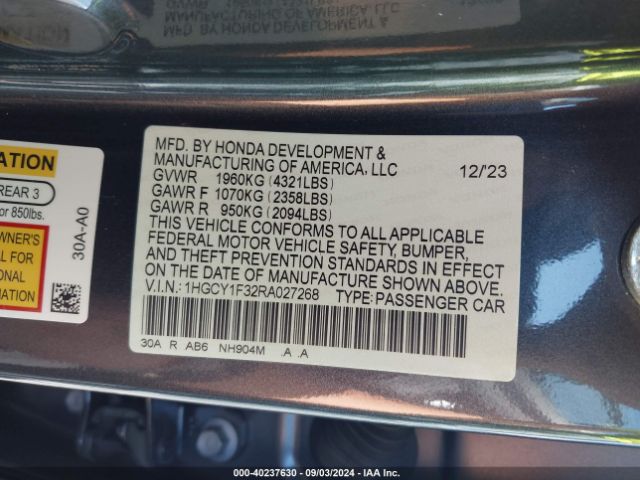 MFD. BY HONDA DEVELOPMENT &
MANUFACTURING OF AMERICA, LLC
12/'23
GVWR 1960KG (4321LBS)
GAWR F 1070KG (2358LBS)
GAWR R 950KG (2094LBS)
THIS VEHICLE CONFORMS TO ALL APPLICABLE
FEDERAL MOTOR VEHICLE SAFETY, BUMPER,
AND THEFT PREVENTION STANDARDS IN EFFECT
ON THE DATE OF MANUFACTURE SHOWN ABOVE.
V.I.N.:1HGCY1F32RA027268 TYPE:PASSENGER CAR
30A R AB6 NH904M .A .A
ATION
REAR 3
or 850lbs.
30A-A0
WNER'S
FOR
ONAL
MATION
000-40237630 - 09/03/2024 - IAA Inc.